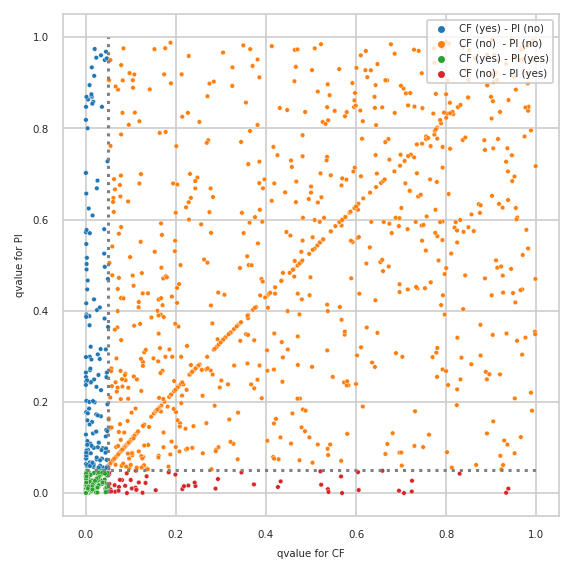 CF (yes) - PI (no)
CF (no)  - PI (no)
CF (yes) - PI (yes)
CF (no)  - PI (yes)
1.0
0.8
0.6
0.4
0.2
0.0
qvalue for PI
0.0 0.2 0.4 0.6 0.8 1.0
qvalue for CF